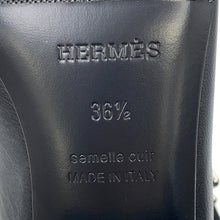 HERMÈS
36½
semelle cuir
MADE IN ITALY